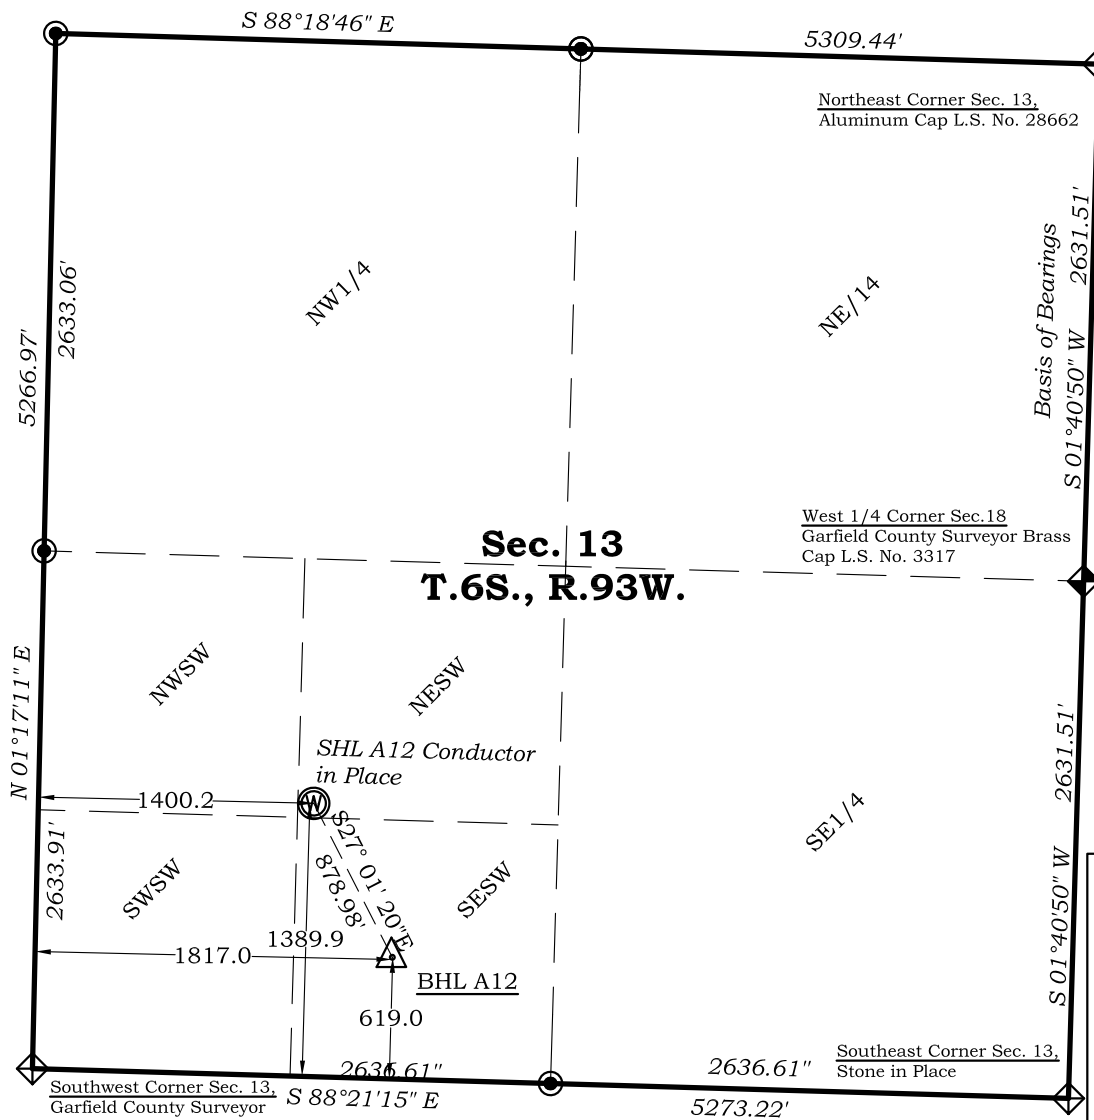 S 88°18'46" E
5309.44'
Northeast Corner Sec. 13,
Aluminum Cap L.S. No. 28662
2631.51'
Basis of Bearings
S 01°40'50" W
NW1/4
NE/14
2633.06'
5266.97'
West 1/4 Corner Sec.18
Garfield County Surveyor Brass
Cap L.S. No. 3317
Sec. 13
T.6S., R.93W.
NWSW
NESW
N 01°17'11" E
SHL A12 Conductor
in Place
W
1400.2
S27° 01' 20"E
878.98'
2631.51'
SE1/4
2633.91'
SWSW
SESW
S 01°40'50" W
1389.9
1817.0
BHL A12
619.0
2636.61"
2636.61"
Southeast Corner Sec. 13,
Stone in Place
Southwest Corner Sec. 13,
Garfield County Surveyor
S 88°21'15" E
5273.22'